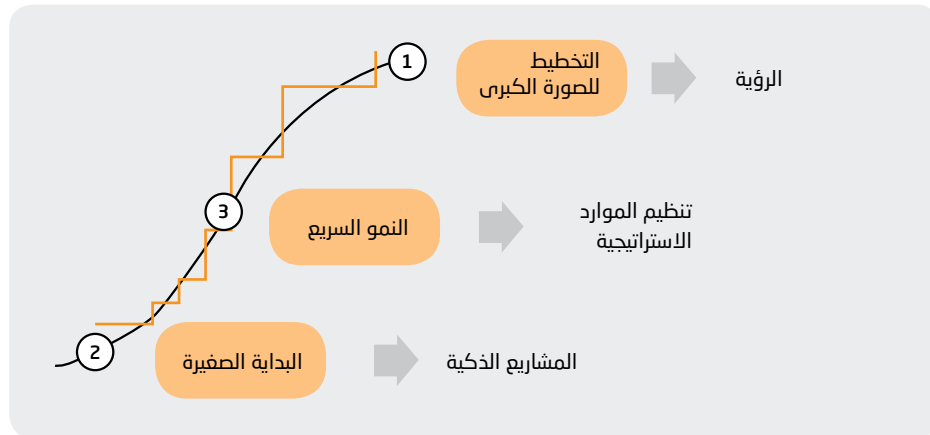 1
التخطيط
للصورة الكبرى
الرؤية
3
النمو السريع
تنظيم الموارد
الاستراتيجية
2
البداية الصغيرة
المشاريع الذكية